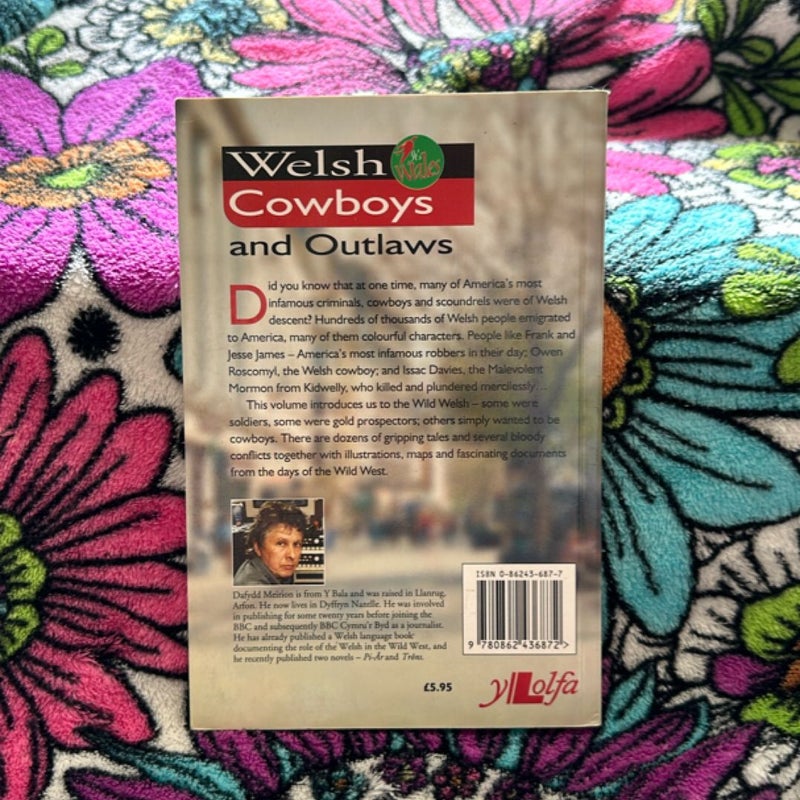 Welsh
It's
Wales
Cowboys
and Outlaws
Did you know that at one time, many of America's most
infamous criminals, cowboys and scoundrels were of Welsh
descent? Hundreds of thousands of Welsh people emigrated
to America, many of them colourful characters. People like Frank and
Jesse James – America's most infamous robbers in their day; Owen
Roscomyl, the Welsh cowboy; and Issac Davies, the Malevolent
Mormon from Kidwelly, who killed and plundered mercilessly...
This volume introduces us to the Wild Welsh – some were
soldiers, some were gold prospectors; others simply wanted to be
cowboys. There are dozens of gripping tales and several bloody
conflicts together with illustrations, maps and fascinating documents
from the days of the Wild West.
Dafydd Meirion is from Y Bala and was raised in Llanrug,
Arfon. He now lives in Dyffryn Nantlle. He was involved
in publishing for some twenty years before joining the
BBC and subsequently BBC Cymru'r Byd as a journalist.
He has already published a Welsh language book
documenting the role of the Welsh in the Wild West, and
he recently published two novels – Pi-Âr and Trôns.
ISBN 0-86243-687-7
9 780862 436872 >
£5.95
y Lolfa